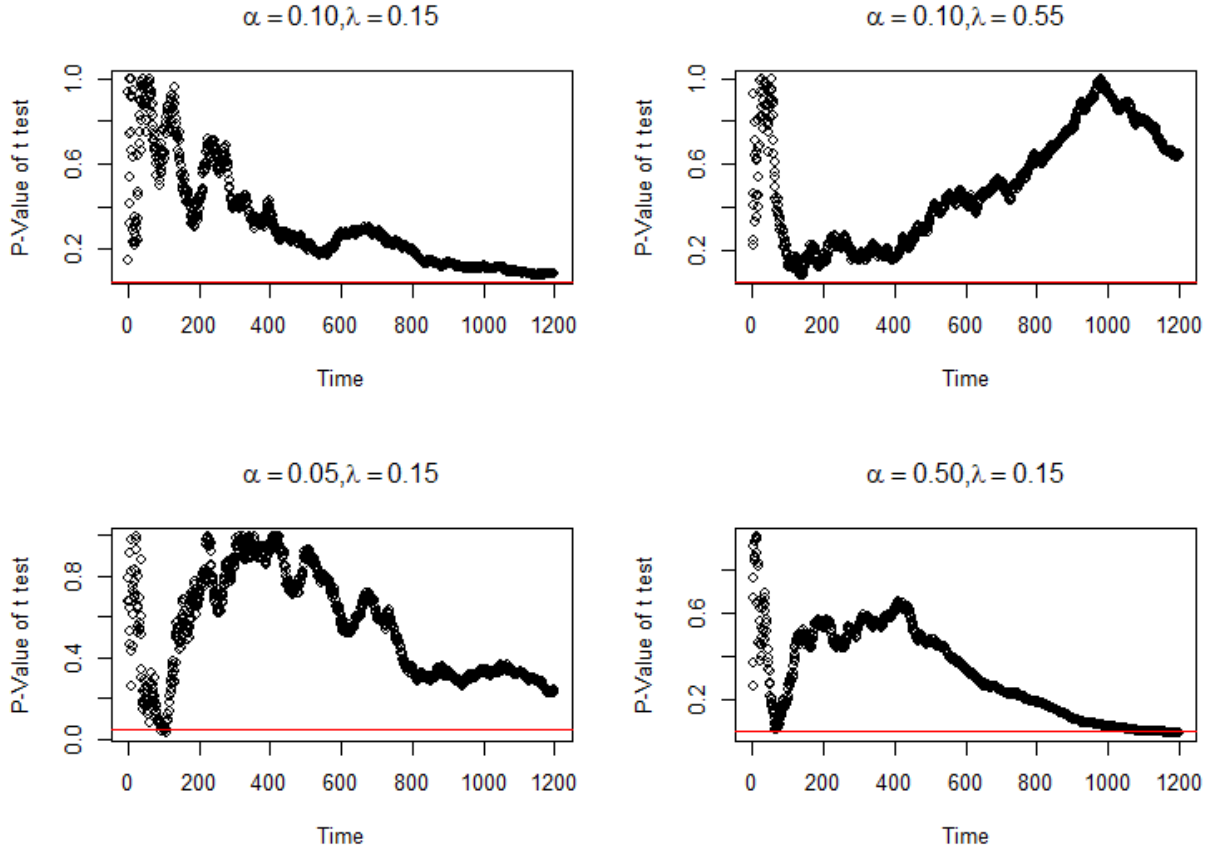 α = 0.10,λ = 0.15
P-Value of t test
1.0
0.6
0.2
0 200 400 600 800 1000 1200
Time
α = 0.10,λ = 0.55
P-Value of t test
1.0
0.6
0.2
0 200 400 600 800 1000 1200
Time
α = 0.05,λ = 0.15
P-Value of t test
0.8
0.4
0.0
0 200 400 600 800 1000 1200
Time
α = 0.50,λ = 0.15
P-Value of t test
0.6
0.2
0 200 400 600 800 1000 1200
Time